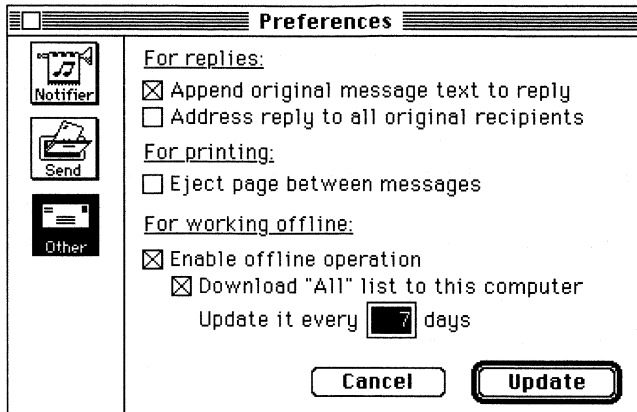 Preferences
Notifier
Send
Other
For replies:
Append original message text to reply
Address reply to all original recipients
For printing:
Eject page between messages
For working offline:
Enable offline operation
Download "All" list to this computer
Update it every 7 days
Cancel
Update